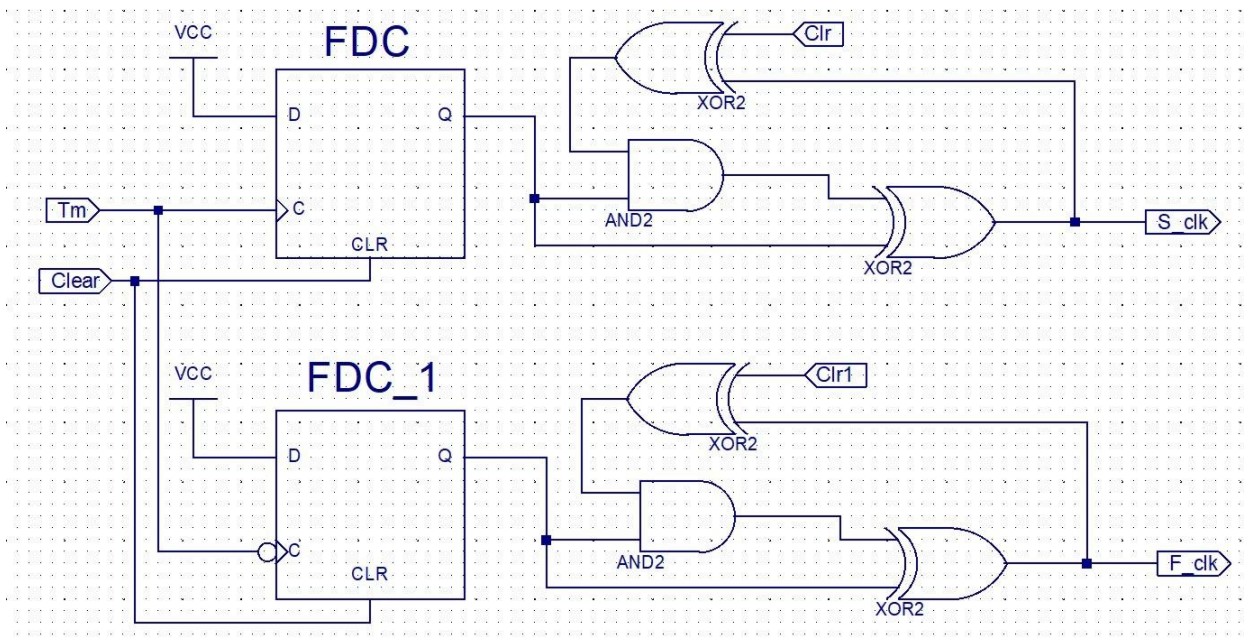 VCC
FDC
Clr
D
Q
XOR2
Tm
C
AND2
S_clk
CLR
XOR2
Clear
VCC
FDC_1
Clr1
D
Q
XOR2
C
AND2
F_clk
CLR
XOR2